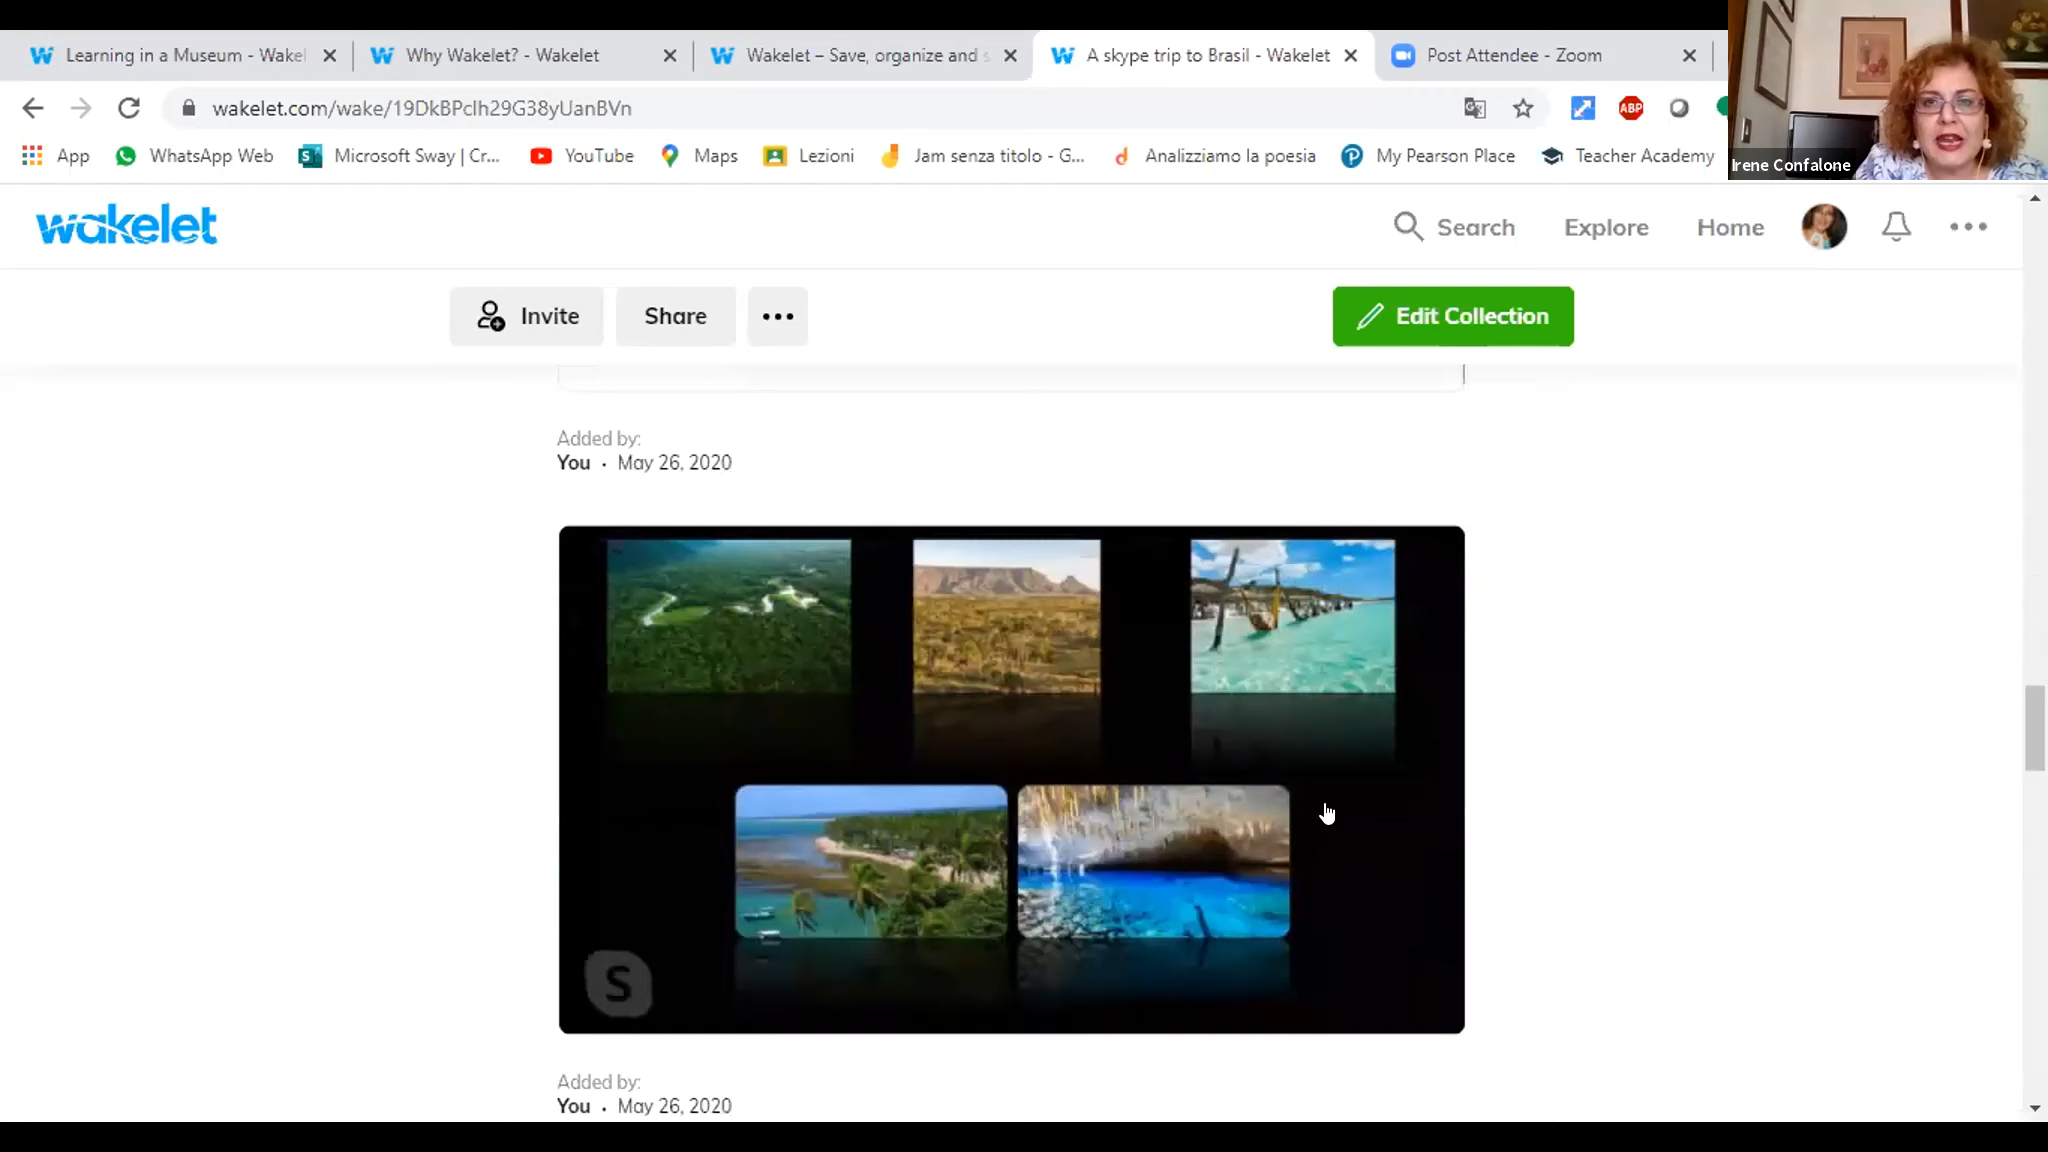 Learning in a Museum - Wakel
Why Wakelet? - Wakelet
Wakelet – Save, organize and s
A skype trip to Brasil - Wakelet
Post Attendee - Zoom
wakelet.com/wake/19DkBPclh29G38yUanBVn
ABP
App
WhatsApp Web
Microsoft Sway | Cr...
YouTube
Maps
Lezioni
Jam senza titolo - G...
Analizziamo la poesia
My Pearson Place
Teacher Academy
Irene Confalone
wakelet
Search
Explore
Home
Invite
Share
Edit Collection
Added by:
You · May 26, 2020
S
Added by:
You · May 26, 2020